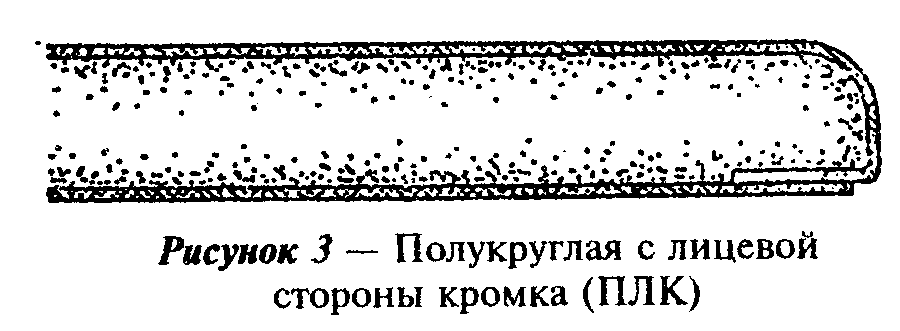 Рисунок 3 — Полукруглая с лицевой
стороны кромка (ПЛК)